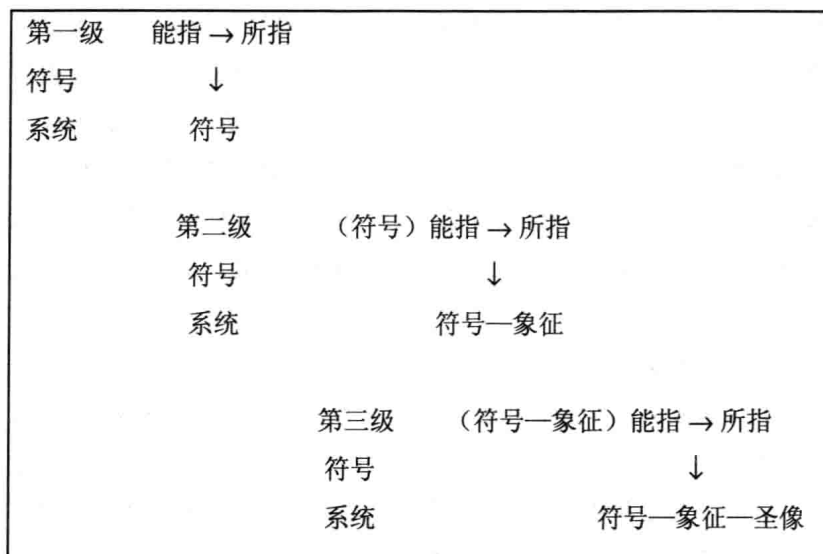 第一级 能指 → 所指
符号 ↓
系统 符号
第二级 （符号）能指 → 所指
符号 ↓
系统 符号—象征
第三级 （符号—象征）能指 → 所指
符号 ↓
系统 符号—象征—圣像